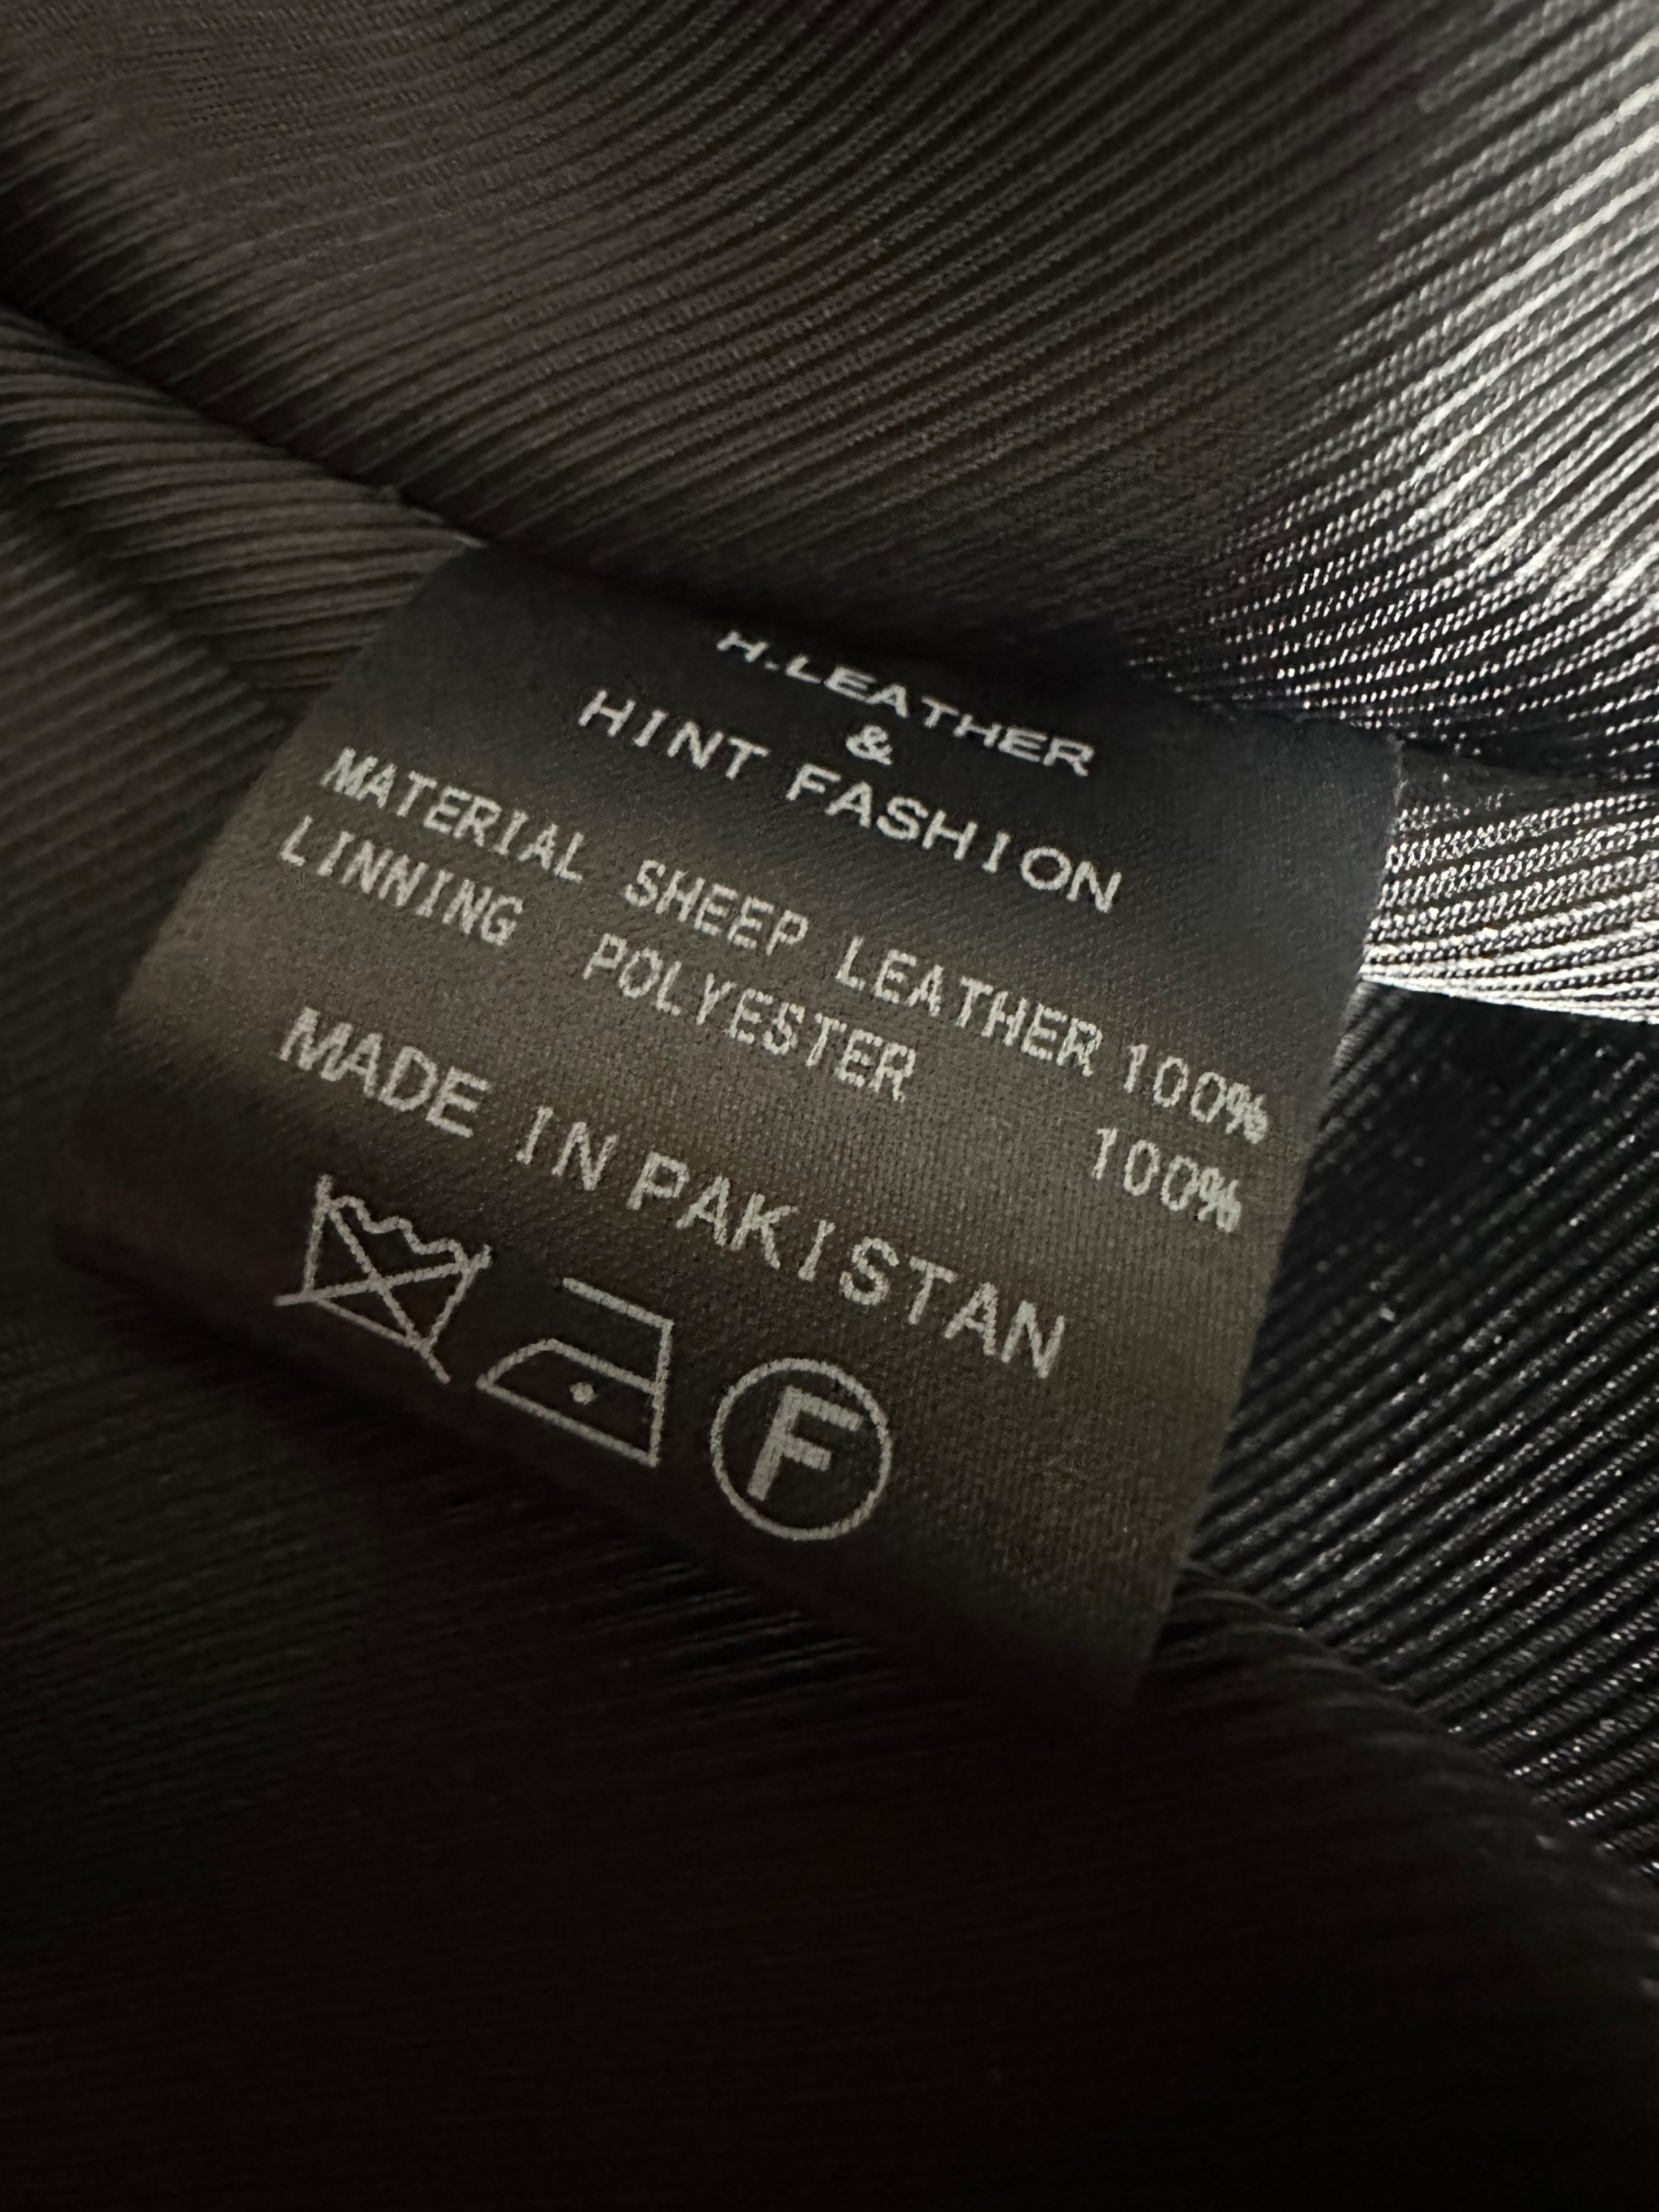 H.LEATHER
&
HINT FASHION
MATERIAL SHEEP LEATHER 100%
LINNING POLYESTER 100%
MADE IN PAKISTAN
F